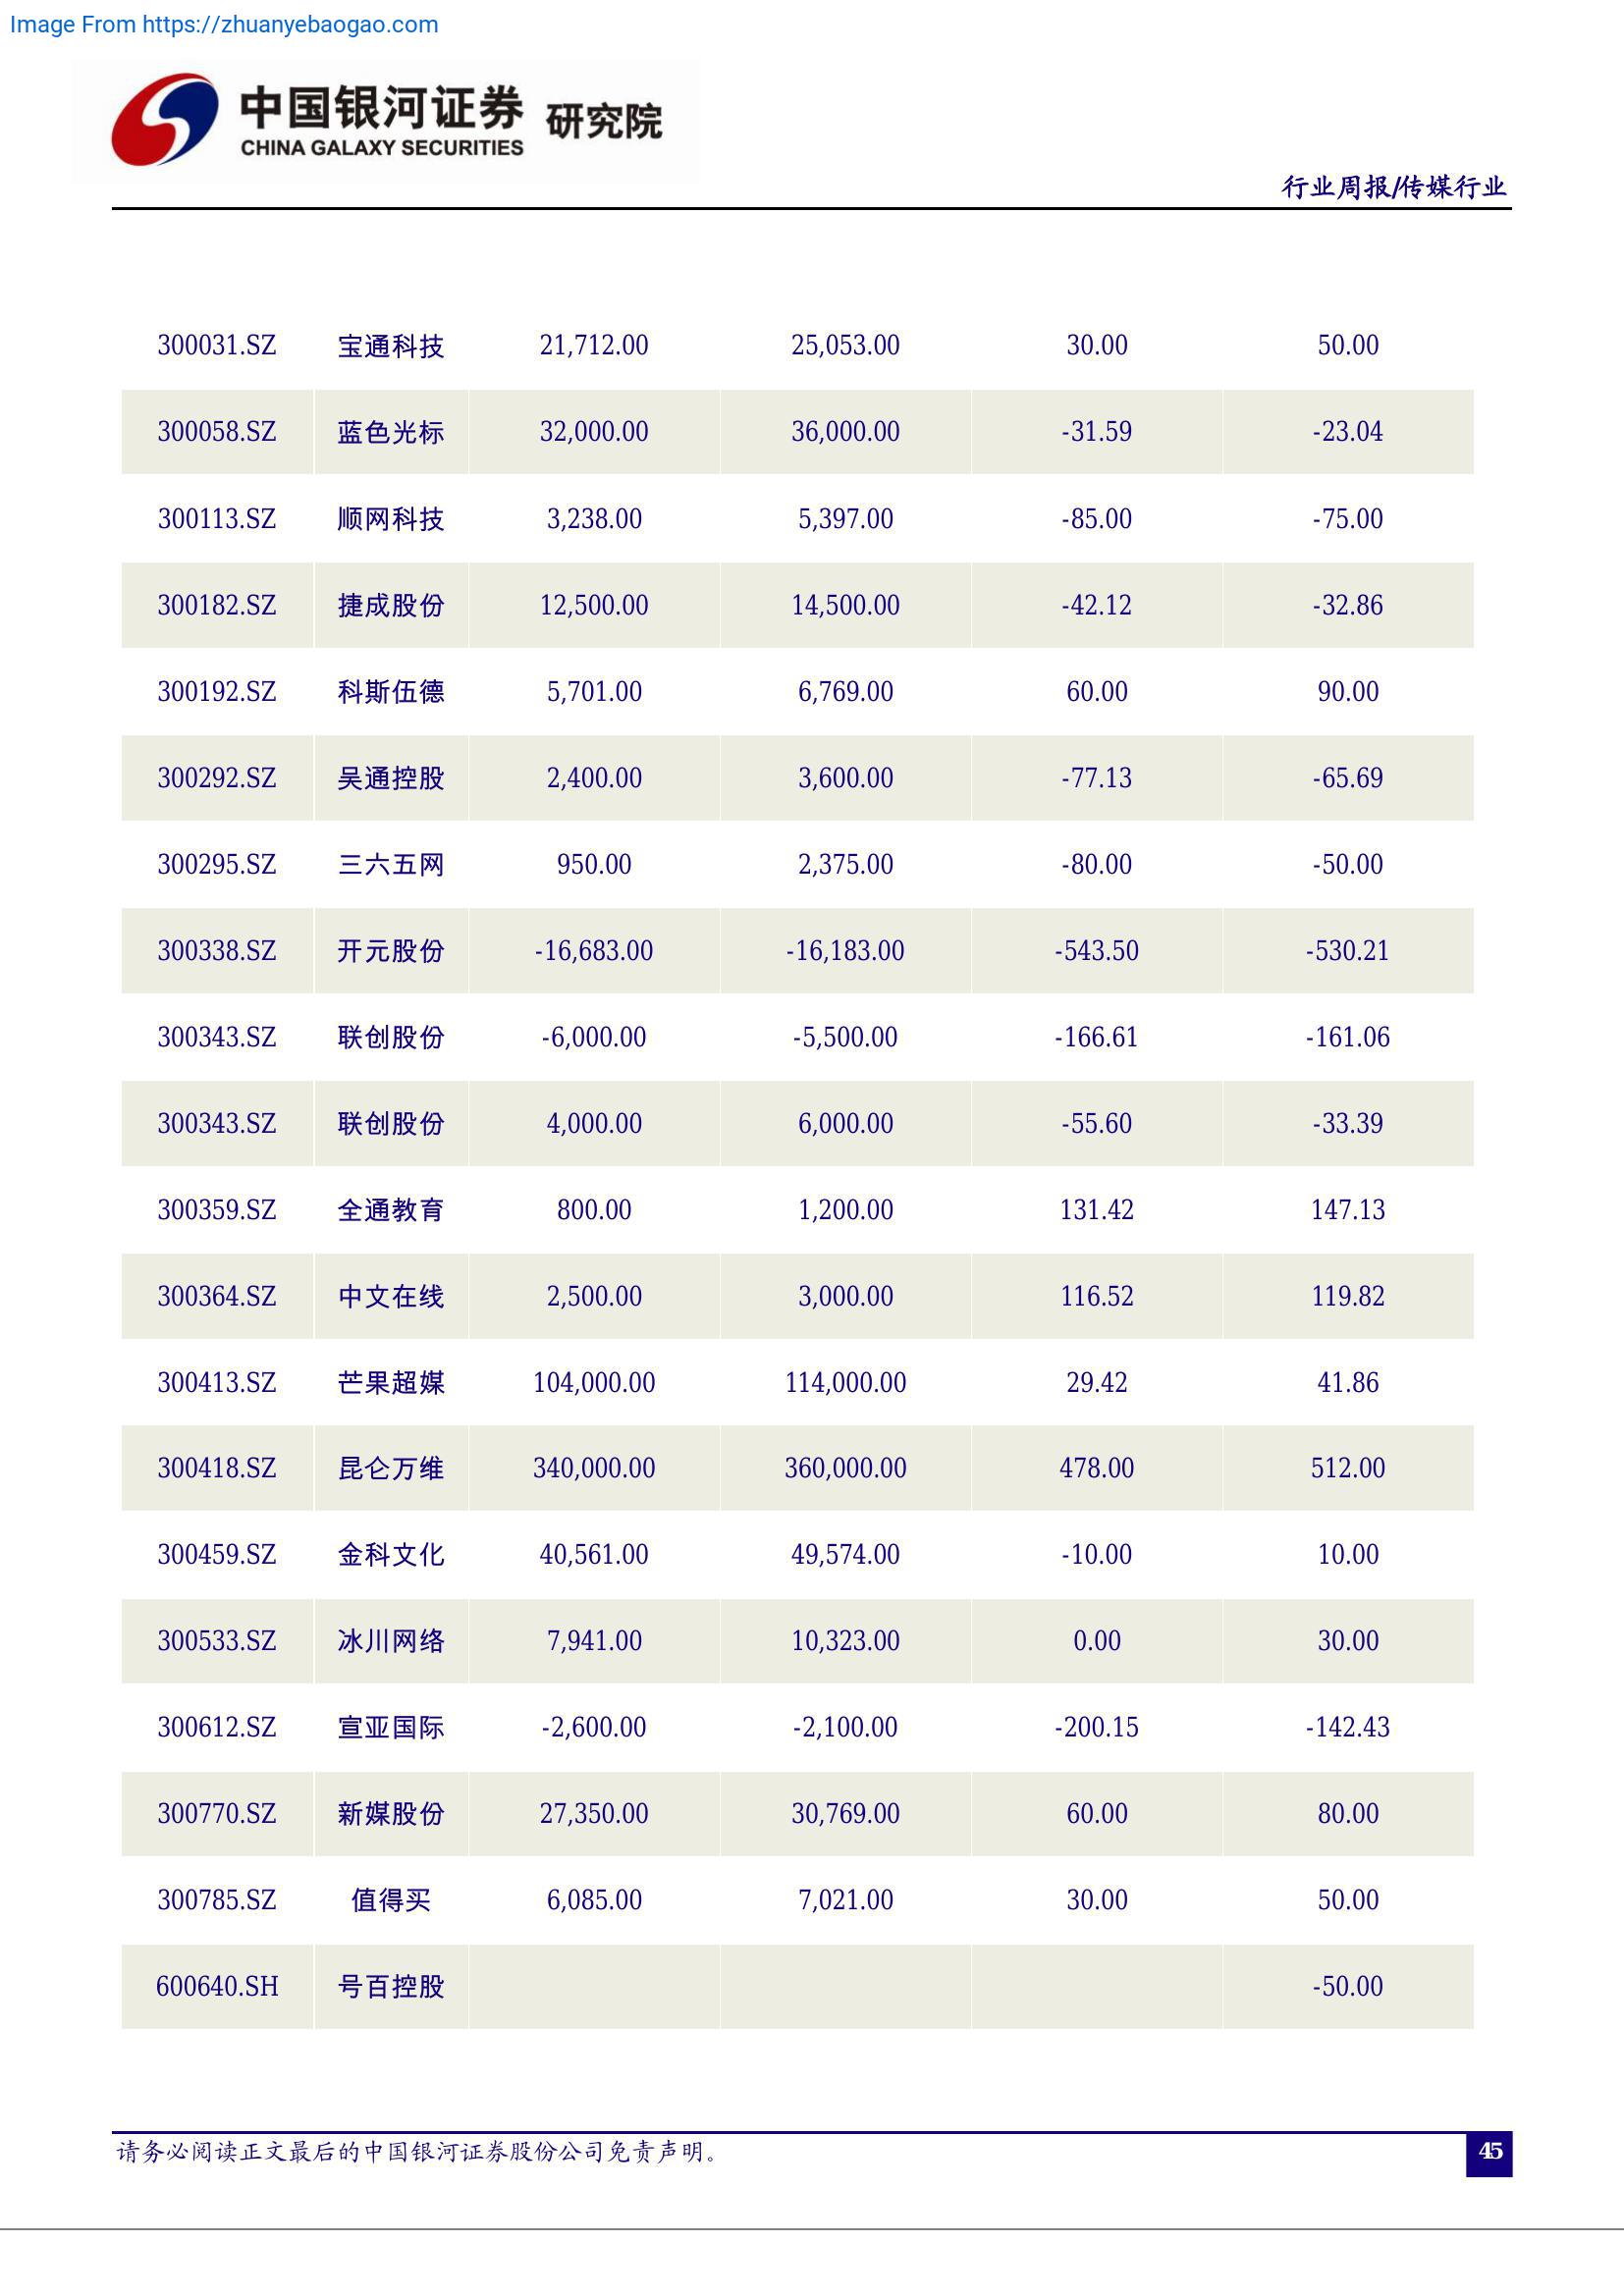 Image From https://zhuanyebaogao.com
中国银河证券 研究院
CHINA GALAXY SECURITIES
行业周报/传媒行业
300031.SZ 宝通科技 21,712.00 25,053.00 30.00 50.00
300058.SZ 蓝色光标 32,000.00 36,000.00 -31.59 -23.04
300113.SZ 顺网科技 3,238.00 5,397.00 -85.00 -75.00
300182.SZ 捷成股份 12,500.00 14,500.00 -42.12 -32.86
300192.SZ 科斯伍德 5,701.00 6,769.00 60.00 90.00
300292.SZ 吴通控股 2,400.00 3,600.00 -77.13 -65.69
300295.SZ 三六五网 950.00 2,375.00 -80.00 -50.00
300338.SZ 开元股份 -16,683.00 -16,183.00 -543.50 -530.21
300343.SZ 联创股份 -6,000.00 -5,500.00 -166.61 -161.06
300343.SZ 联创股份 4,000.00 6,000.00 -55.60 -33.39
300359.SZ 全通教育 800.00 1,200.00 131.42 147.13
300364.SZ 中文在线 2,500.00 3,000.00 116.52 119.82
300413.SZ 芒果超媒 104,000.00 114,000.00 29.42 41.86
300418.SZ 昆仑万维 340,000.00 360,000.00 478.00 512.00
300459.SZ 金科文化 40,561.00 49,574.00 -10.00 10.00
300533.SZ 冰川网络 7,941.00 10,323.00 0.00 30.00
300612.SZ 宣亚国际 -2,600.00 -2,100.00 -200.15 -142.43
300770.SZ 新媒股份 27,350.00 30,769.00 60.00 80.00
300785.SZ 值得买 6,085.00 7,021.00 30.00 50.00
600640.SH 号百控股 -50.00
请务必阅读正文最后的中国银河证券股份公司免责声明。
45